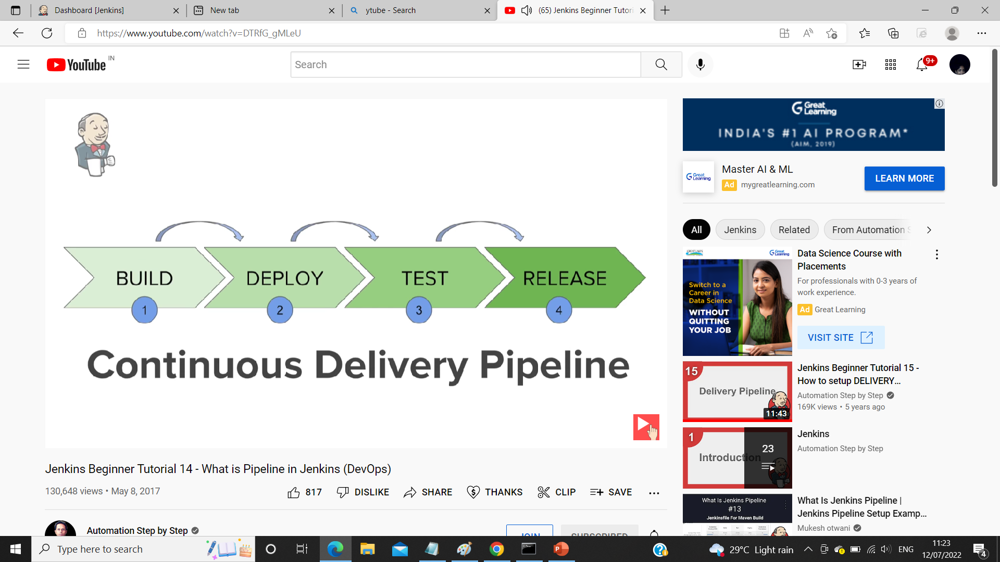 Dashboard [Jenkins]
New tab
ytube - Search
(65) Jenkins Beginner Tutori
https://www.youtube.com/watch?v=DTRfG_gMLeU
YouTube IN
Search
9+
BUILD
DEPLOY
TEST
RELEASE
1
2
3
4
Continuous Delivery Pipeline
Jenkins Beginner Tutorial 14 - What is Pipeline in Jenkins (DevOps)
130,648 views • May 8, 2017
817
DISLIKE
SHARE
THANKS
CLIP
SAVE
Automation Step by Step
JOIN
SUBSCRIBED
Great Learning
INDIA'S #1 AI PROGRAM*
(AIM, 2019)
Great Learning
Master AI & ML
Ad mygreatlearning.com
LEARN MORE
All
Jenkins
Related
From Automation S
GREAT LAKES
Great Learning
Switch to a
Career in
Data Science
WITHOUT
QUITTING
YOUR JOB
Data Science Course with
Placements
For professionals with 0-3 years of
work experience.
Ad Great Learning
VISIT SITE
15
Delivery Pipeline
11:43
Jenkins Beginner Tutorial 15 -
How to setup DELIVERY...
Automation Step by Step
169K views • 5 years ago
1
Introduction
23
Jenkins
Automation Step by Step
What Is Jenkins Pipeline
#13
Jenkinsfile For Maven Build
What Is Jenkins Pipeline |
Jenkins Pipeline Setup Examp...
Mukesh otwani
Type here to search
29°C Light rain
ENG
11:23
12/07/2022
4